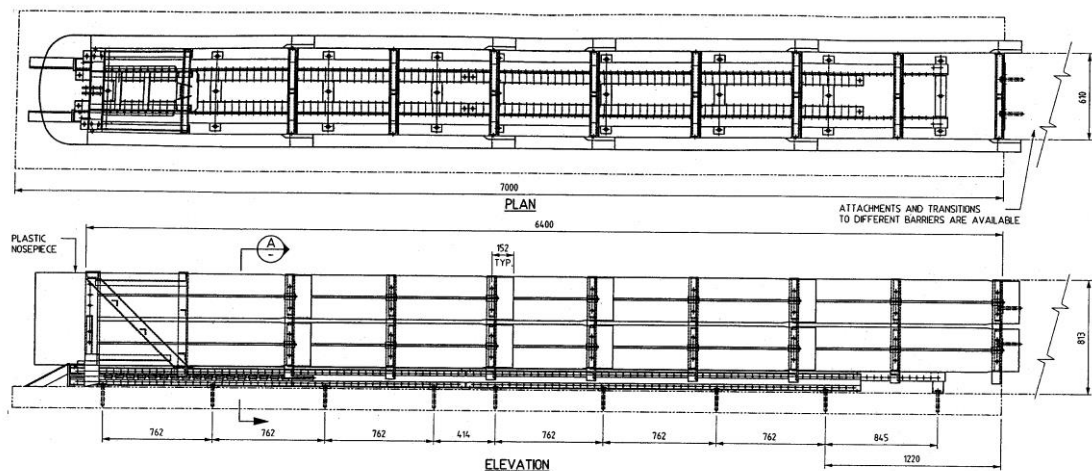 610
7000
PLAN
ATTACHMENTS AND TRANSITIONS
TO DIFFERENT BARRIERS ARE AVAILABLE
6400
PLASTIC
NOSEPIECE
A
-
152
TYP.
813
762
762
762
414
762
762
762
845
1220
ELEVATION